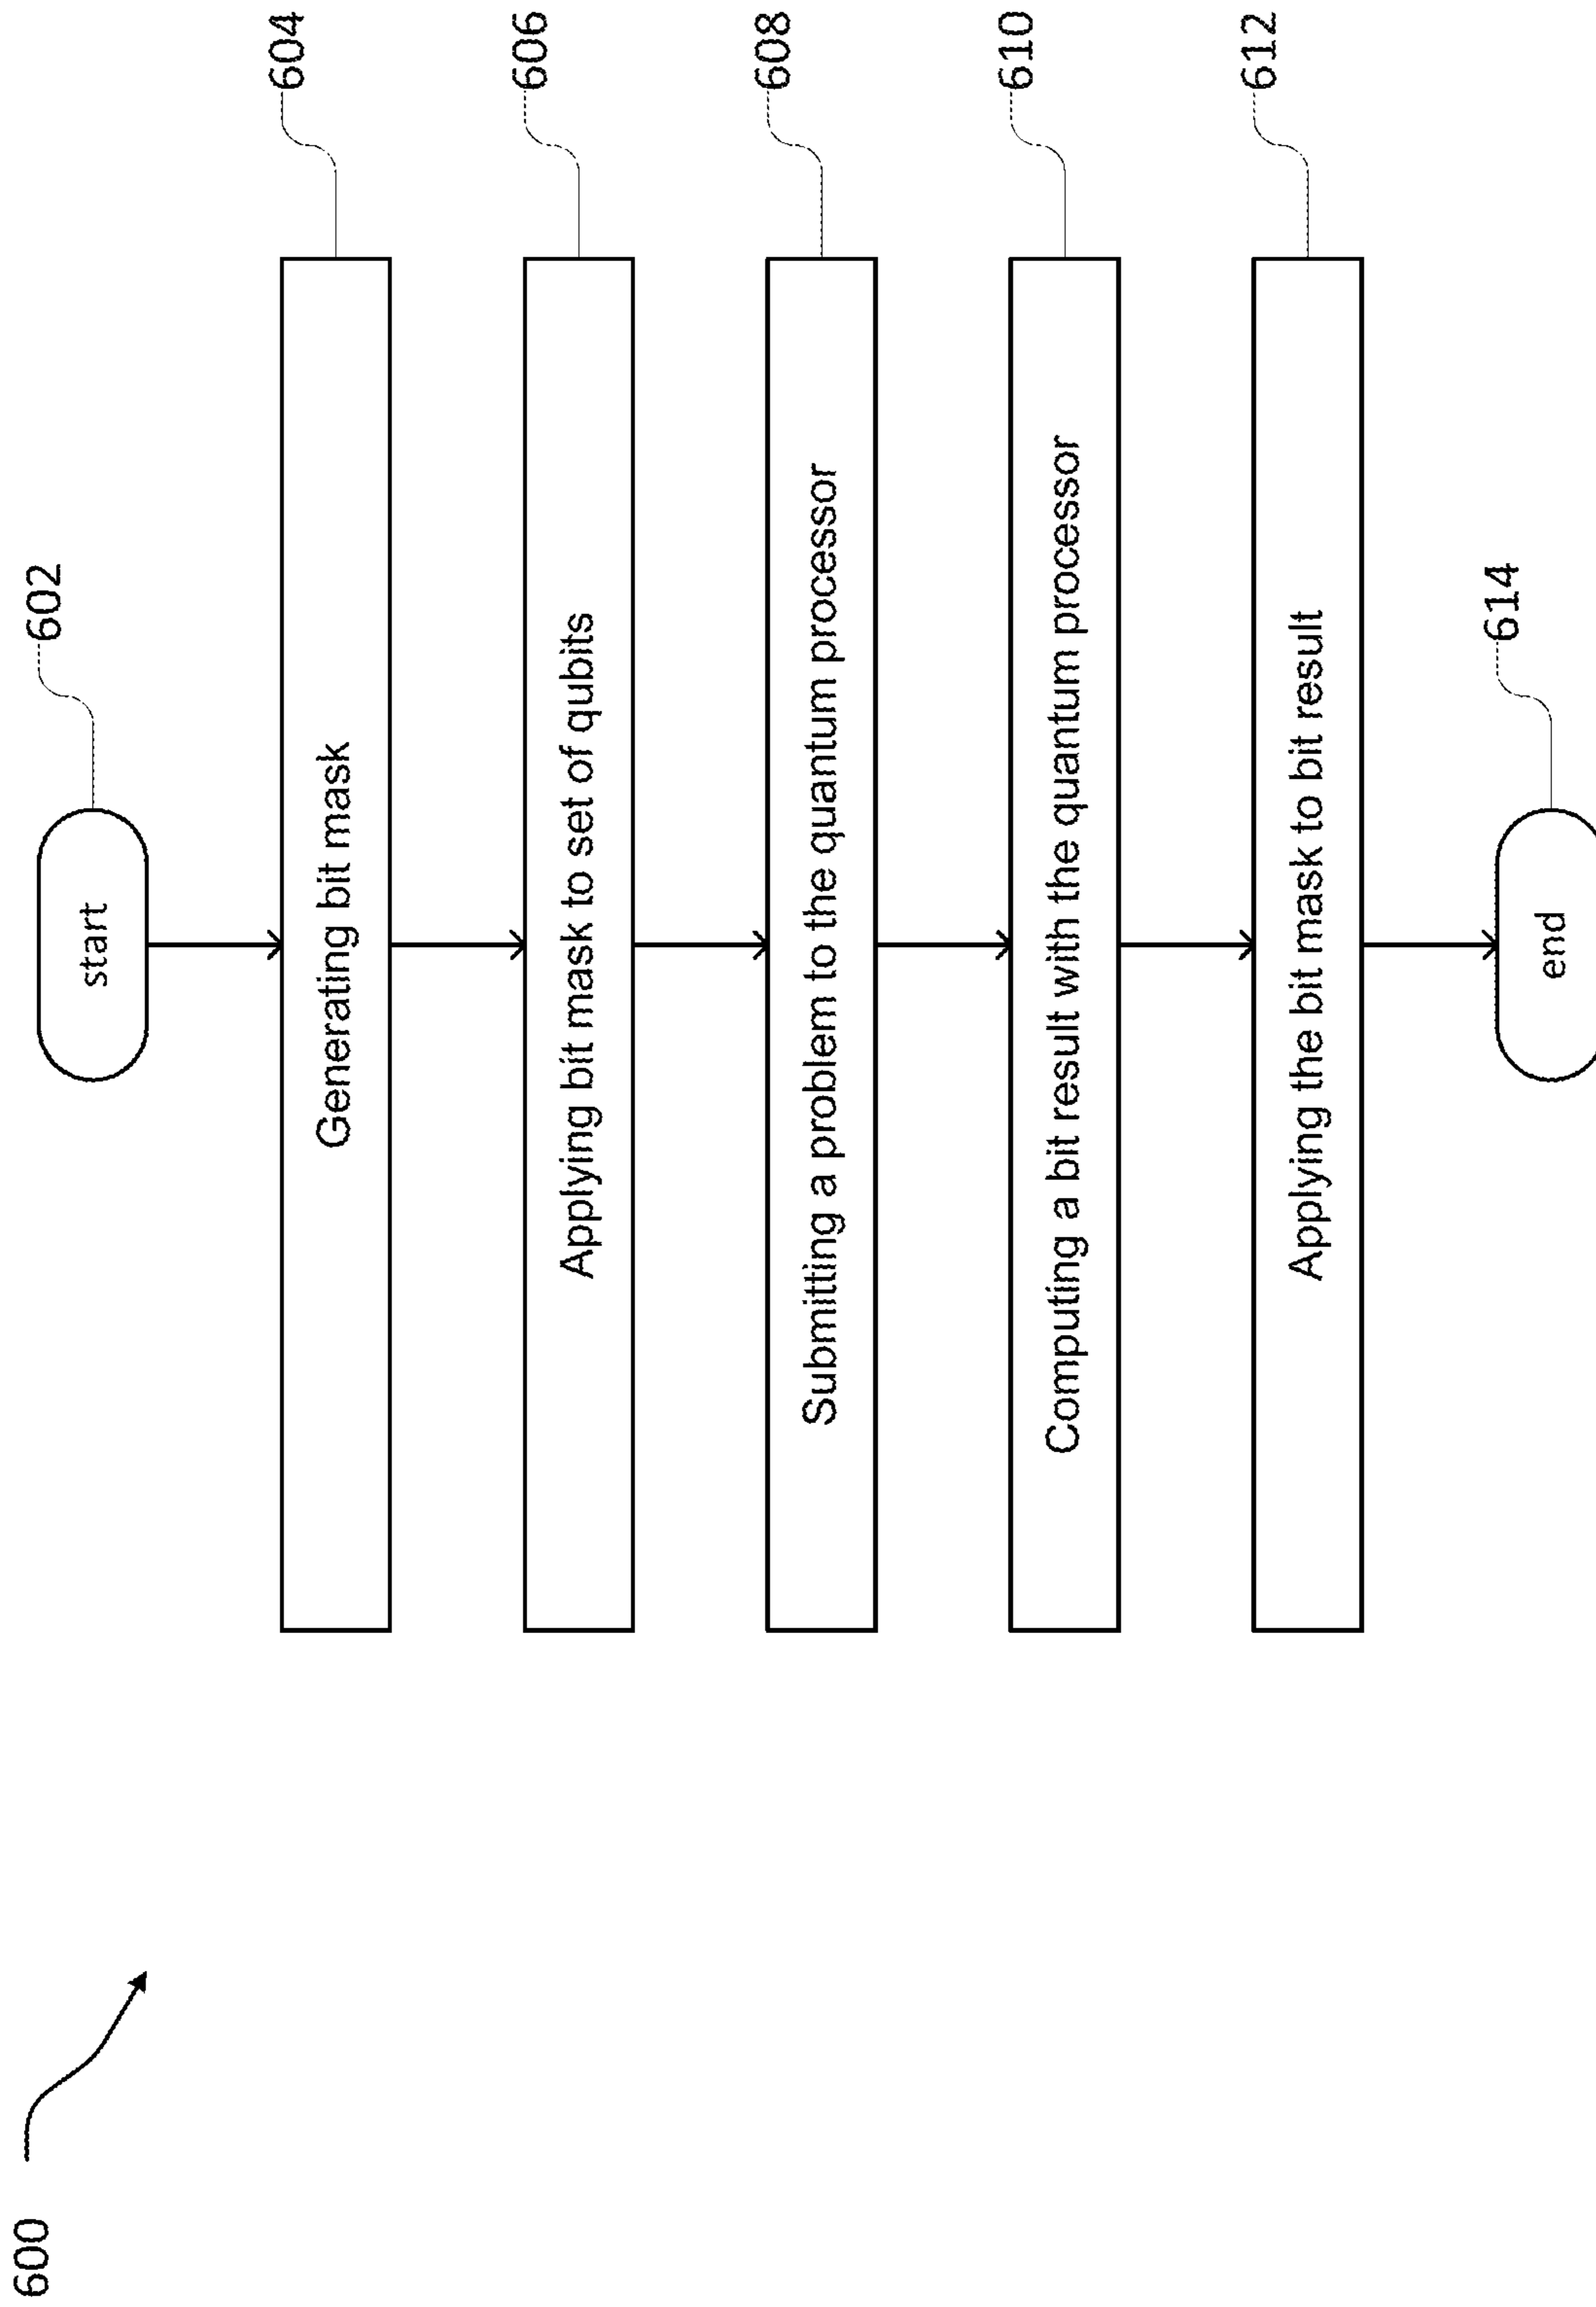 600
602
start
604
Generating bit mask
606
Applying bit mask to set of qubits
608
Submitting a problem to the quantum processor
610
Computing a bit result with the quantum processor
612
Applying the bit mask to bit result
614
end